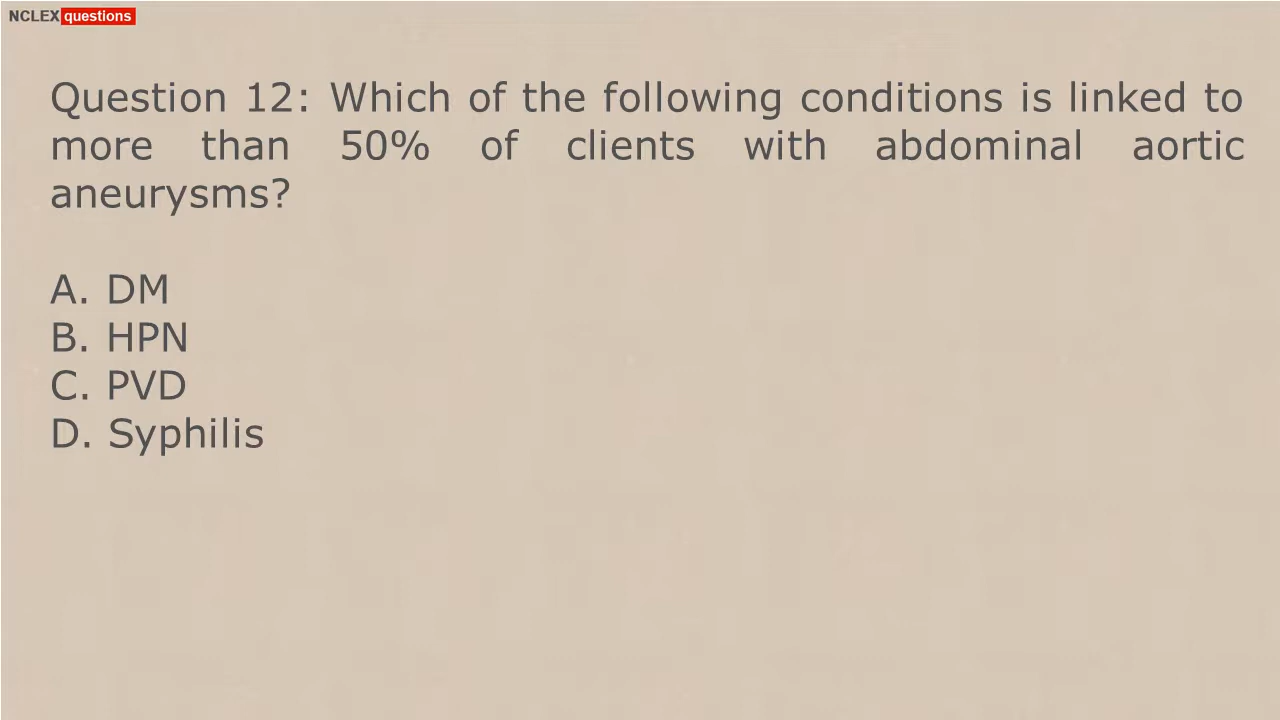 NCLEX questions
Question 12: Which of the following conditions is linked to
more than 50% of clients with abdominal aortic
aneurysms?
A. DM
B. HPN
C. PVD
D. Syphilis